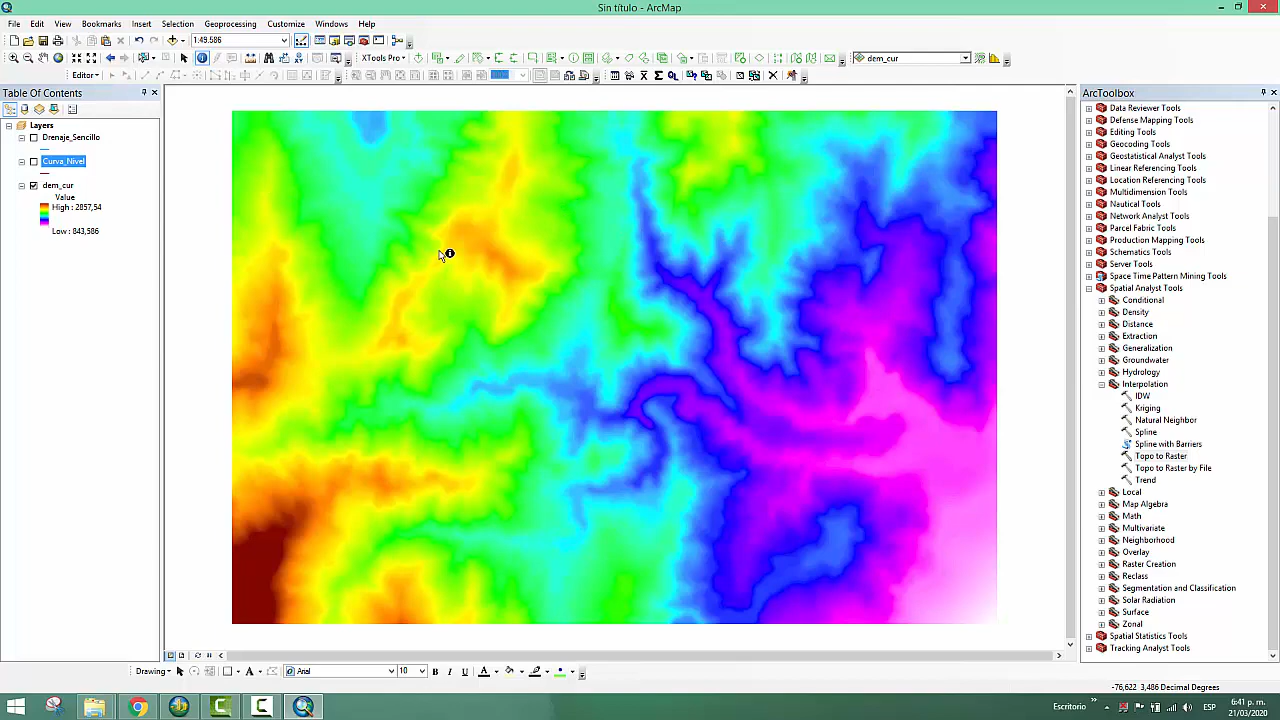 Sin título - ArcMap
File Edit View Bookmarks Insert Selection Geoprocessing Customize Windows Help
1:49.586
XTools Pro
dem_cur
Editor
Table Of Contents
Layers
Drenaje_Sencillo
Curva_Nivel
dem_cur
Value
High : 2857,54
Low : 843,586
ArcToolbox
Data Reviewer Tools
Defense Mapping Tools
Editing Tools
Geocoding Tools
Geostatistical Analyst Tools
Linear Referencing Tools
Location Referencing Tools
Multidimension Tools
Nautical Tools
Network Analyst Tools
Parcel Fabric Tools
Production Mapping Tools
Schematics Tools
Server Tools
Space Time Pattern Mining Tools
Spatial Analyst Tools
Conditional
Density
Distance
Extraction
Generalization
Groundwater
Hydrology
Interpolation
IDW
Kriging
Natural Neighbor
Spline
Spline with Barriers
Topo to Raster
Topo to Raster by File
Trend
Local
Map Algebra
Math
Multivariate
Neighborhood
Overlay
Raster Creation
Reclass
Segmentation and Classification
Solar Radiation
Surface
Zonal
Spatial Statistics Tools
Tracking Analyst Tools
Drawing
Arial
10
B I U A
-76,622 3,486 Decimal Degrees
Escritorio
ESP
6:41 p. m.
21/03/2020